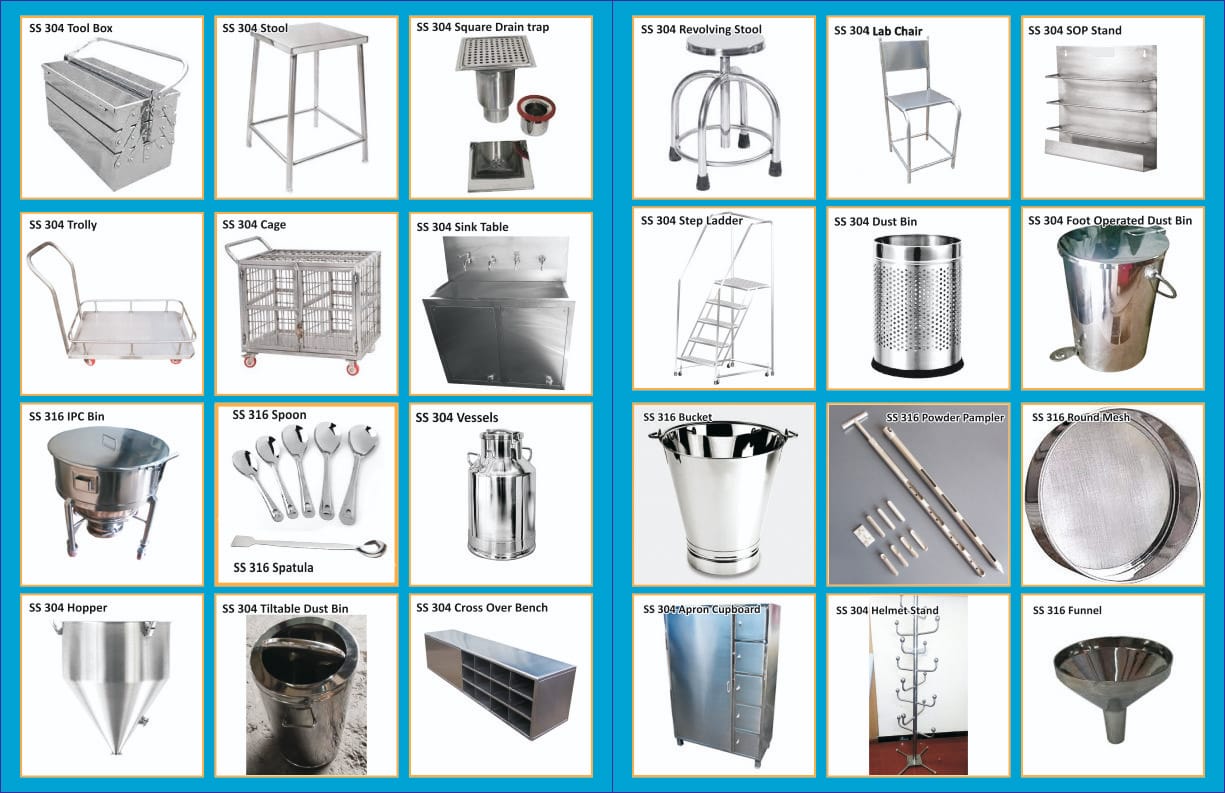 SS 304 Tool Box
SS 304 Stool
SS 304 Square Drain trap
SS 304 Trolly
SS 304 Cage
SS 304 Sink Table
SS 316 IPC Bin
SS 316 Spoon
SS 316 Spatula
SS 304 Vessels
SS 304 Hopper
SS 304 Tiltable Dust Bin
SS 304 Cross Over Bench
SS 304 Revolving Stool
SS 304 Lab Chair
SS 304 SOP Stand
SS 304 Step Ladder
SS 304 Dust Bin
SS 304 Foot Operated Dust Bin
SS 316 Bucket
SS 316 Powder Pampler
SS 316 Round Mesh
SS 304 Apron Cupboard
SS 304 Helmet Stand
SS 316 Funnel